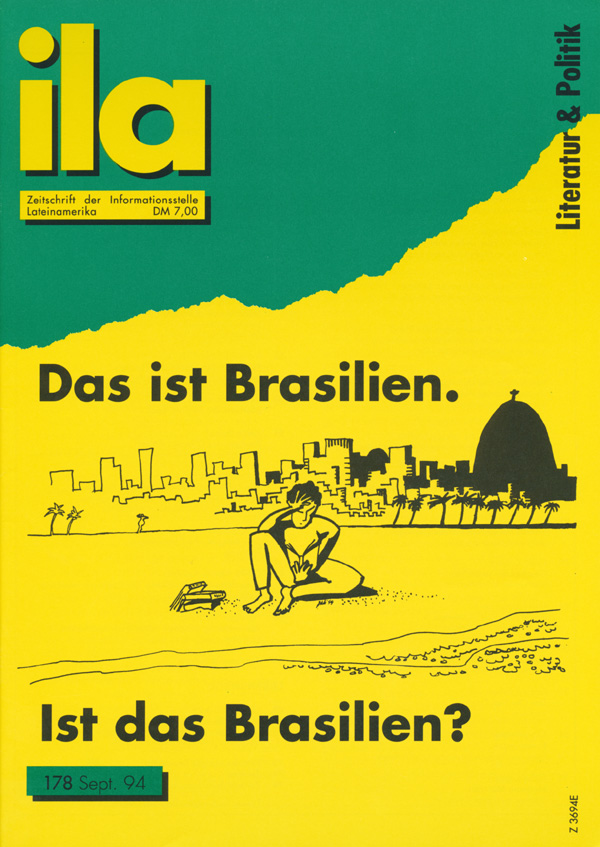 ila
Zeitschrift der Informationsstelle
Lateinamerika DM 7,00
Literatur & Politik
Das ist Brasilien.
Ist das Brasilien?
178 Sept. 94
Z 3694E